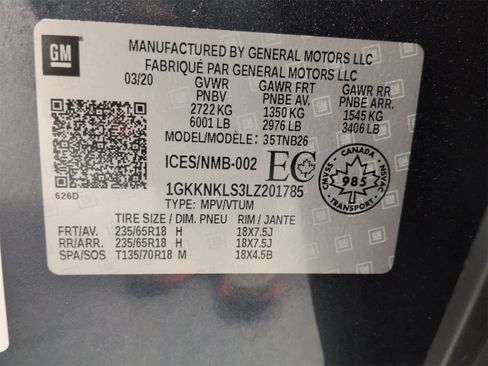 GM
MANUFACTURED BY GENERAL MOTORS LLC
FABRIQUÉ PAR GENERAL MOTORS LLC
03/20 GVWR GAWR FRT GAWR RR
PNBV PNBE AV. PNBE ARR.
2722 KG 1350 KG 1545 KG
6001 LB 2976 LB 3406 LB
MODEL/MODÈLE: 35TNB26
ICES/NMB-002 EC
CANADA
985
TRANSPORT
NSVAC
1GKKNKLS3LZ201785
TYPE: MPV/VTUM
626D
TIRE SIZE / DIM. PNEU RIM / JANTE
FRT/AV. 235/65R18 H 18X7.5J
RR/ARR. 235/65R18 H 18X7.5J
SPA/SOS T135/70R18 M 18X4.5B